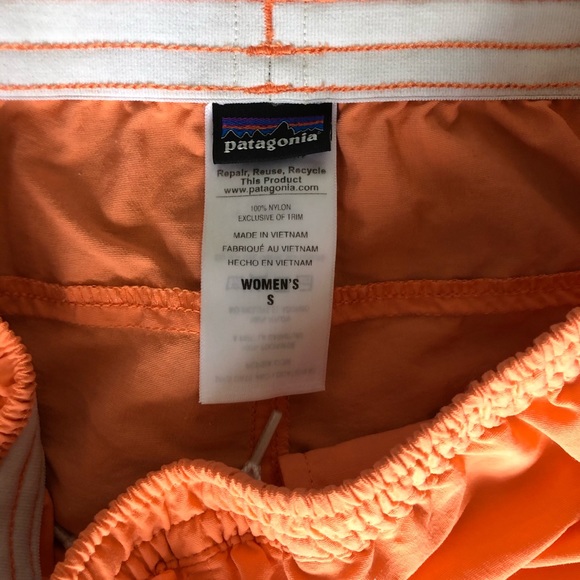 patagonia
Repair, Reuse, Recycle
This Product
www.patagonia.com
100% NYLON
EXCLUSIVE OF TRIM
MADE IN VIETNAM
FABRIQUÉ AU VIETNAM
HECHO EN VIETNAM
WOMEN'S
S